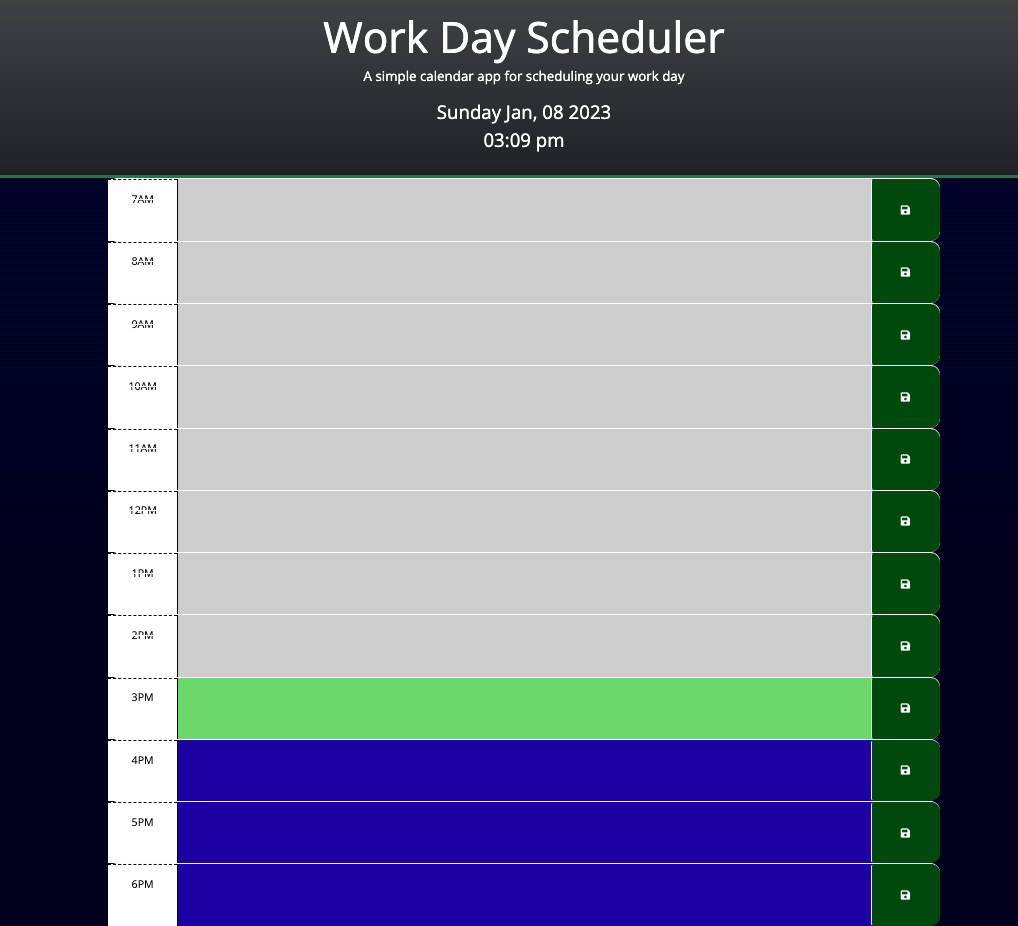 Work Day Scheduler
A simple calendar app for scheduling your work day
Sunday Jan, 08 2023
03:09 pm
7AM
8AM
9AM
10AM
11AM
12PM
1PM
2PM
3PM
4PM
5PM
6PM